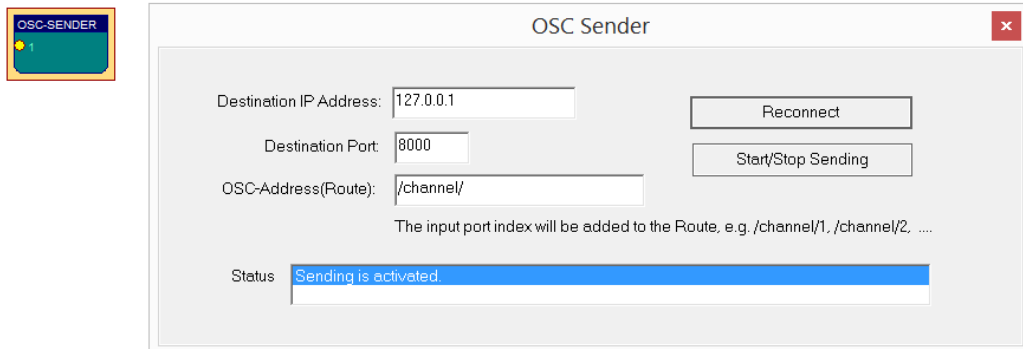 OSC-SENDER
1
OSC Sender
x
Destination IP Address: 127.0.0.1
Reconnect
Destination Port: 8000
Start/Stop Sending
OSC-Address(Route): /channel/
The input port index will be added to the Route, e.g. /channel/1, /channel/2, ....
Status Sending is activated.